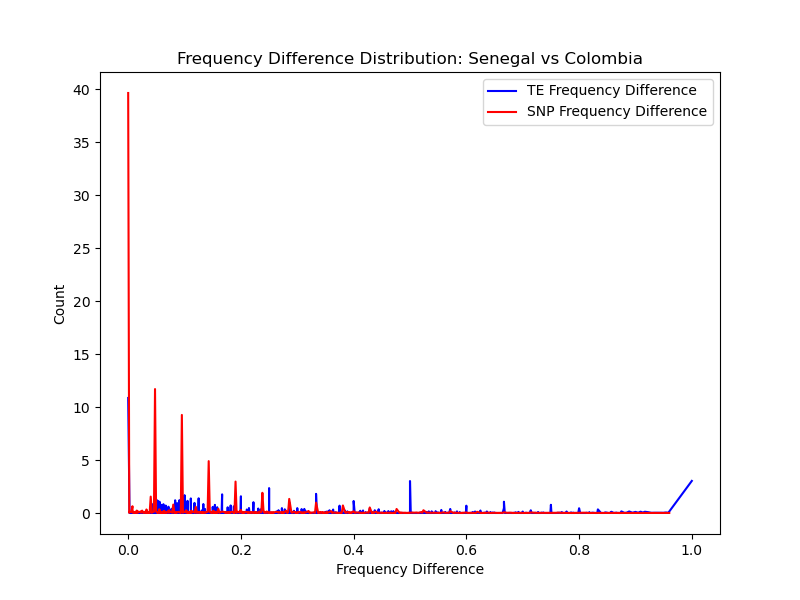 Frequency Difference Distribution: Senegal vs Colombia
TE Frequency Difference
SNP Frequency Difference
40
35
30
25
20
15
10
5
0
Count
0.0 0.2 0.4 0.6 0.8 1.0
Frequency Difference